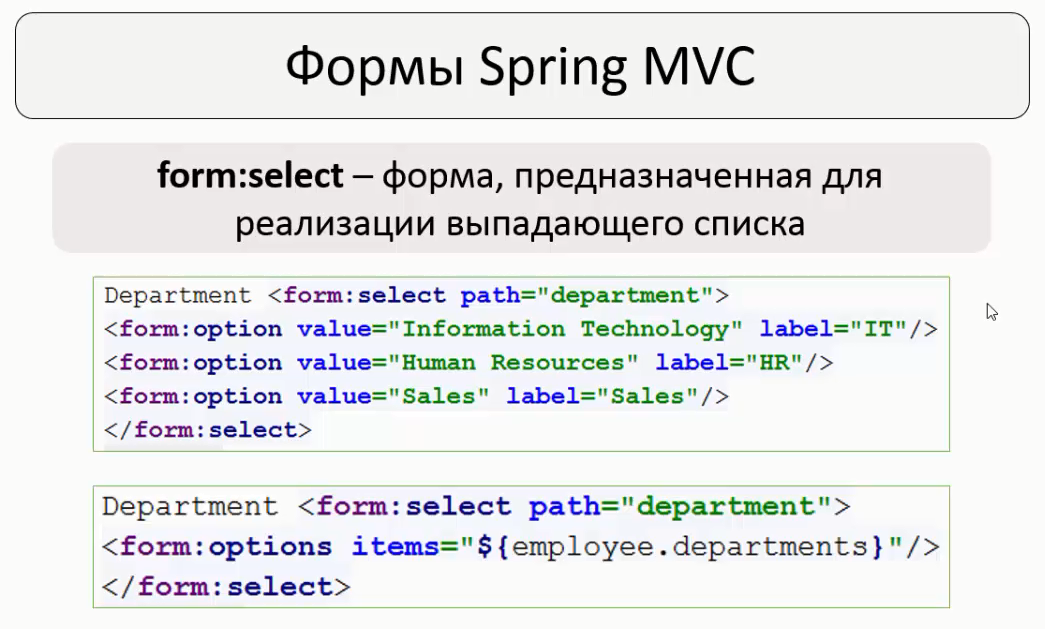 Формы Spring MVC
form:select – форма, предназначенная для
реализации выпадающего списка
Department <form:select path="department">
<form:option value="Information Technology" label="IT"/>
<form:option value="Human Resources" label="HR"/>
<form:option value="Sales" label="Sales"/>
</form:select>
Department <form:select path="department">
<form:options items="${employee.departments}"/>
</form:select>